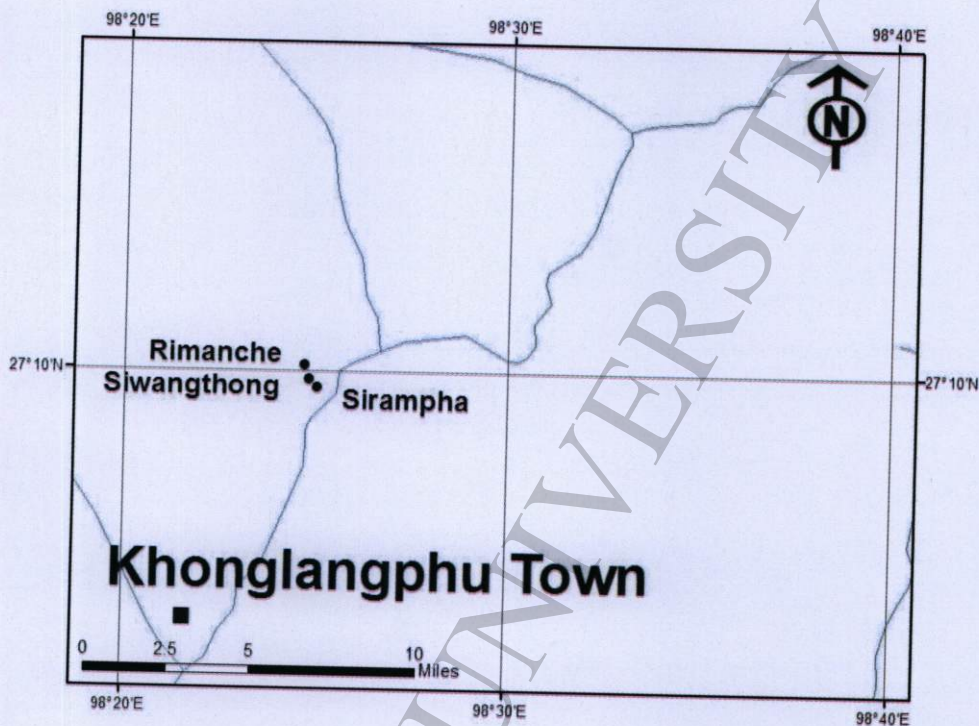 98°20'E 98°30'E 98°40'E
N
27°10'N
Rimanche
Siwangthong
Sirampha
27°10'N
Khonglangphu Town
0 2.5 5 10
Miles
98°20'E 98°30'E 98°40'E
UNIVERSITY